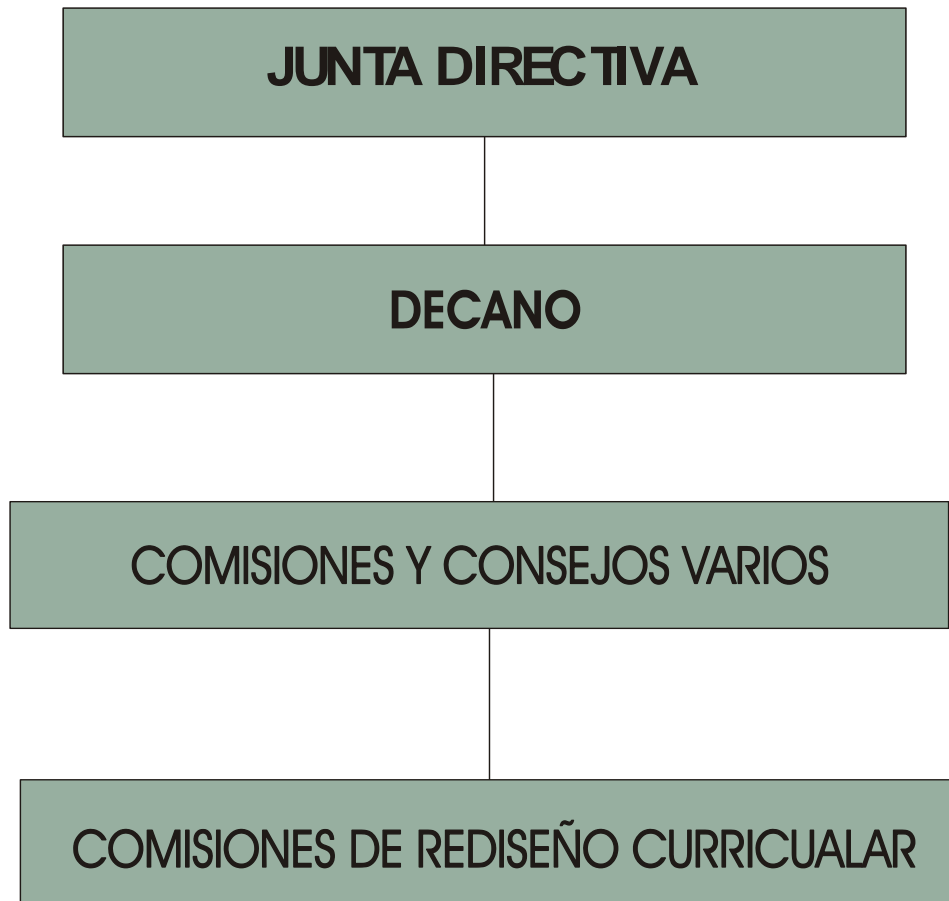 JUNTA DIRECTIVA
DECANO
COMISIONES Y CONSEJOS VARIOS
COMISIONES DE REDISEÑO CURRICUALAR